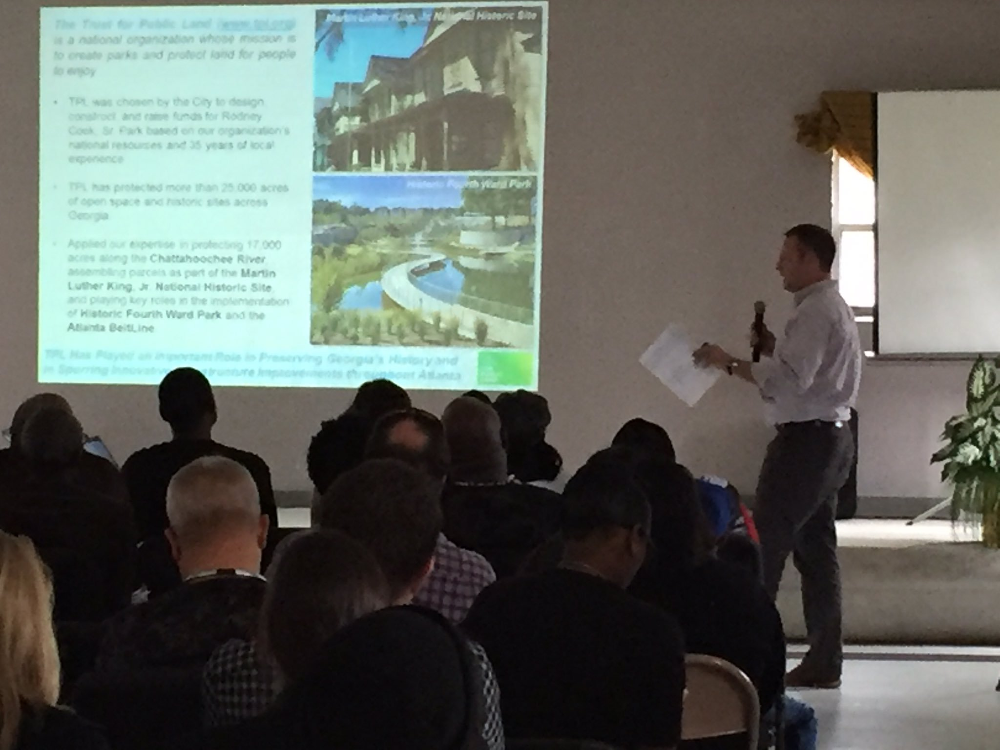 The Trust for Public Land (www.tpl.org)
is a national organization whose mission is
to create parks and protect land for people
to enjoy
• TPL was chosen by the City to design,
construct, and raise funds for Rodney
Cook, Sr. Park based on our organization's
national resources and 35 years of local
experience
• TPL has protected more than 25,000 acres
of open space and historic sites across
Georgia
• Applied our expertise in protecting 17,000
acres along the Chattahoochee River,
assembling parcels as part of the Martin
Luther King, Jr. National Historic Site,
and playing key roles in the implementation
of Historic Fourth Ward Park and the
Atlanta BeltLine
Martin Luther King, Jr. National Historic Site
Historic Fourth Ward Park
TPL Has Played an Important Role in Preserving Georgia's History and
in Spurring Innovative Improvements throughout Atlanta